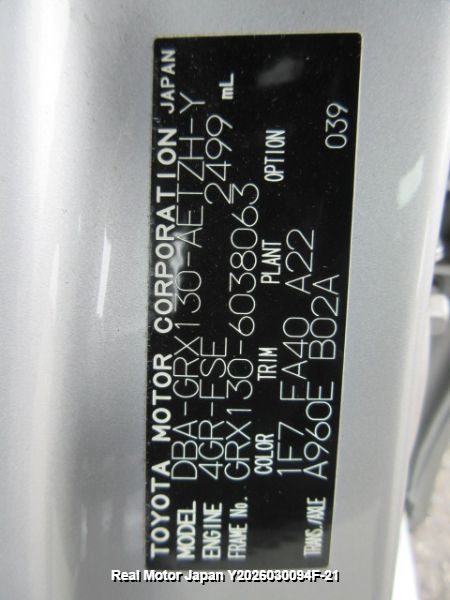 TOYOTA MOTOR CORPORATION JAPAN
MODEL DBA-GRX130-AETZH-Y
ENGINE 4GR-FSE 2499 mL
FRAME No. GRX130-6038063
COLOR TRIM PLANT OPTION
1F7 FA40 A22
TRANS./AXLE A960E B02A 039
Real Motor Japan Y2026030094F-21